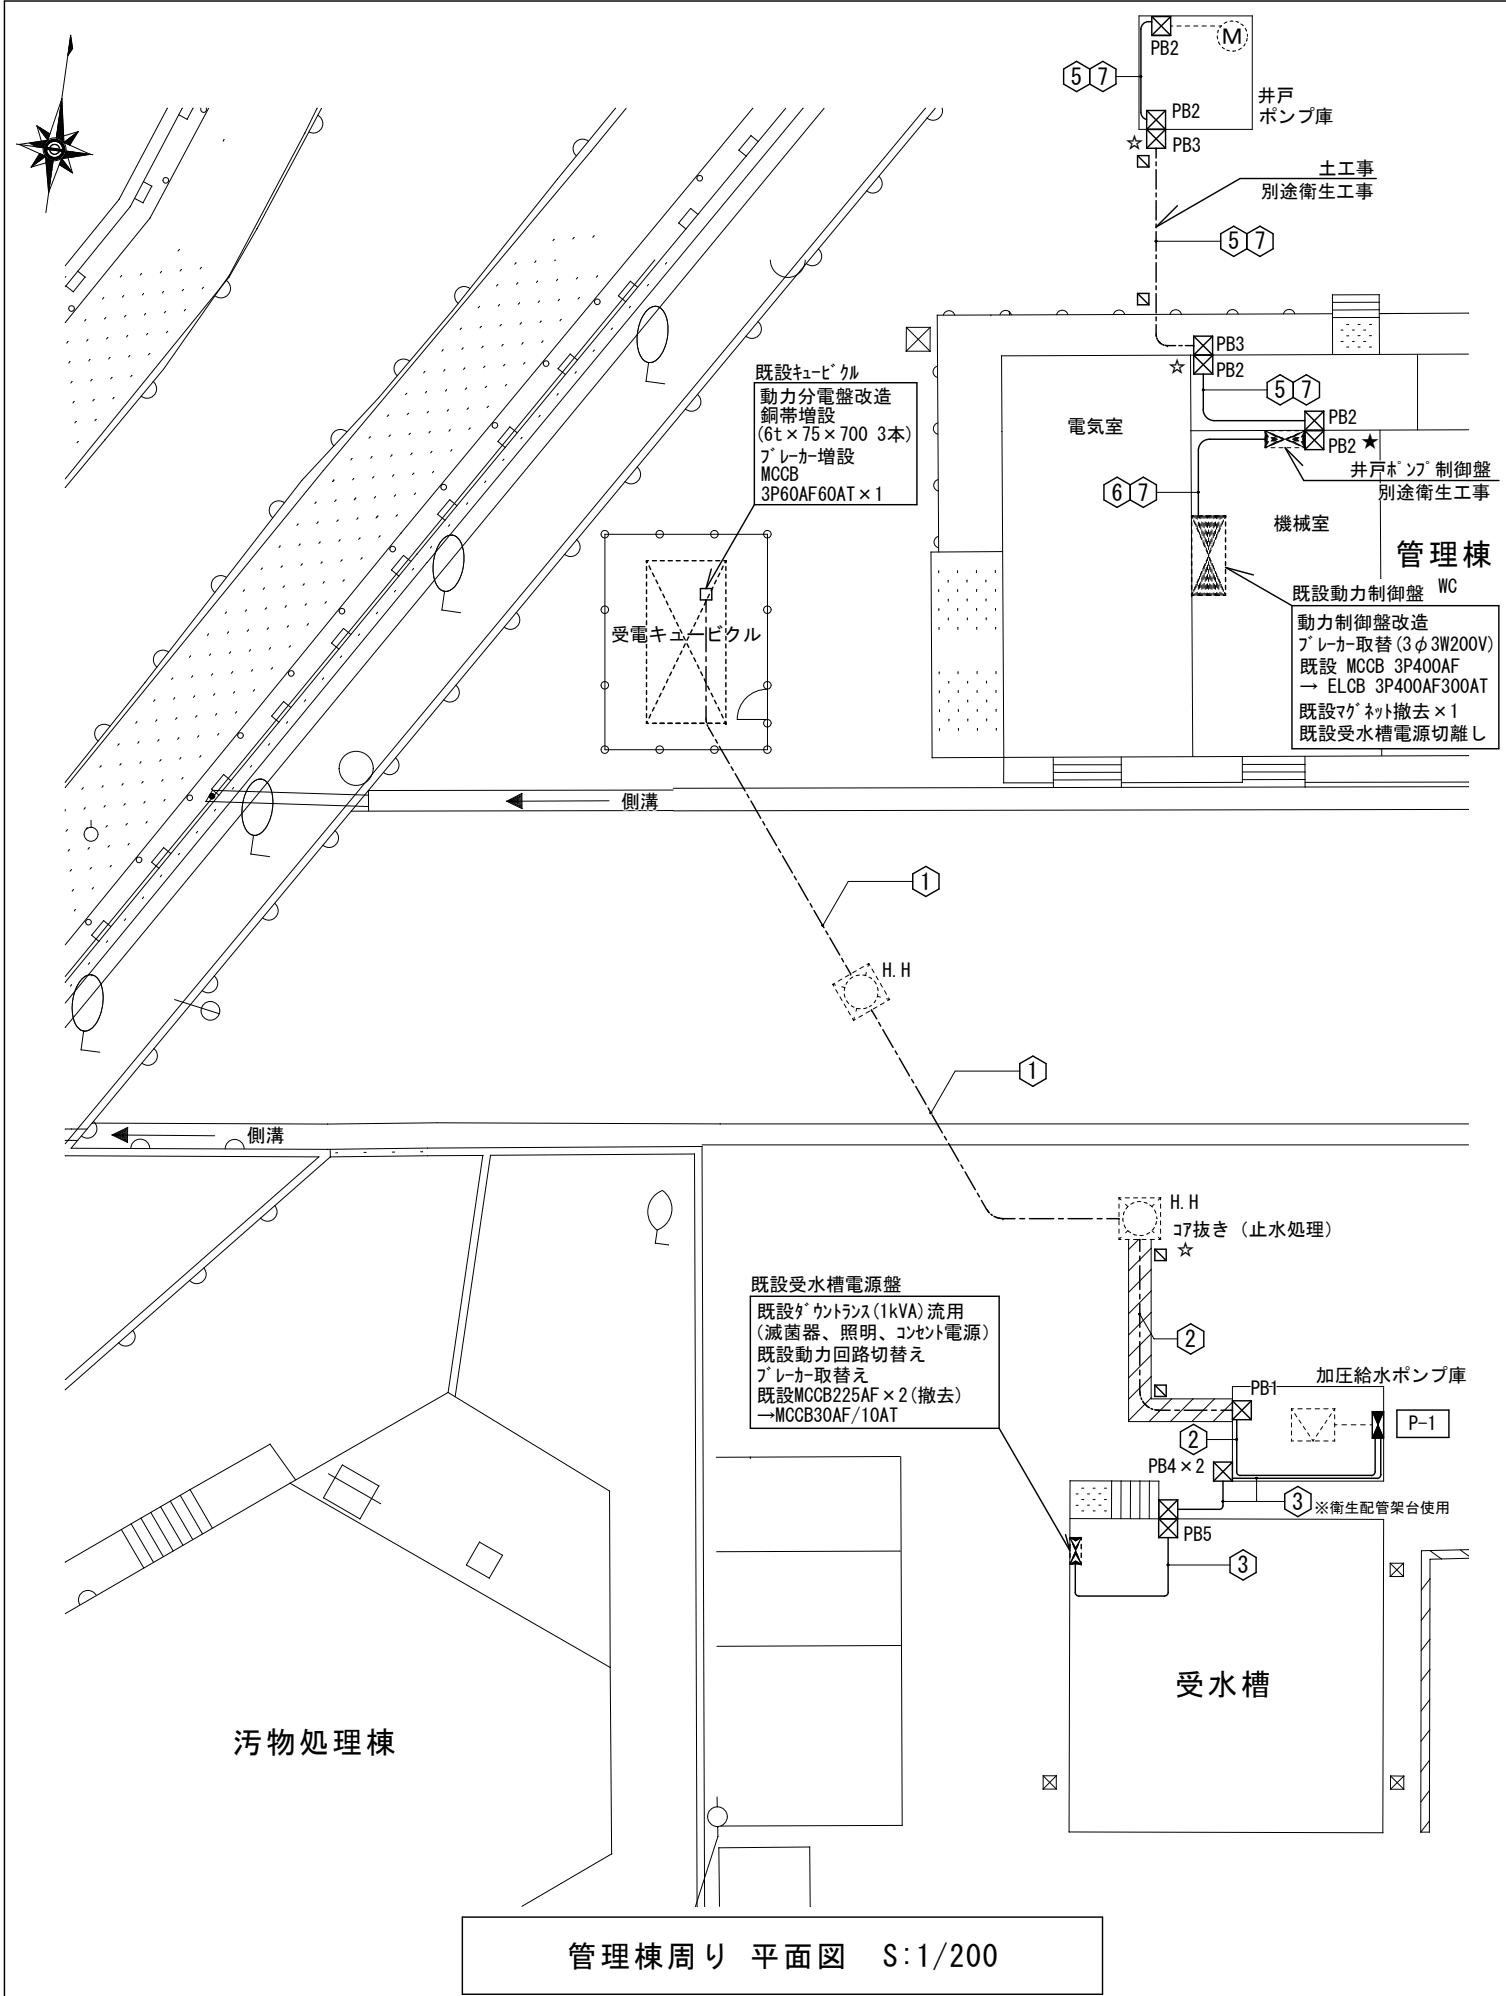 M
PB2
5 7
井戸
ポンプ庫
PB2
☆
PB3
土工事
別途衛生工事
5 7
PB3
☆
PB2
5 7
既設キュービクル
動力分電盤改造
銅帯増設
(6t×75×700 3本)
ブレーカー増設
MCCB
3P60AF60AT×1
電気室
PB2
PB2 ★
井戸ポンプ制御盤
別途衛生工事
6 7
機械室
管理棟
WC
既設動力制御盤
動力制御盤改造
ブレーカー取替(3φ3W200V)
既設 MCCB 3P400AF
→ ELCB 3P400AF300AT
既設マグネット撤去×1
既設受水槽電源切離し
受電キュービクル
側溝
1
H.H
1
側溝
H.H
コア抜き (止水処理)
☆
既設受水槽電源盤
既設ダウントランス(1kVA)流用
(滅菌器、照明、コンセント電源)
既設動力回路切替え
ブレーカー取替え
既設MCCB225AF×2(撤去)
→MCCB30AF/10AT
2
加圧給水ポンプ庫
PB1
P-1
2
PB4×2
3 ※衛生配管架台使用
PB5
3
受水槽
汚物処理棟
管理棟周り 平面図 S:1/200